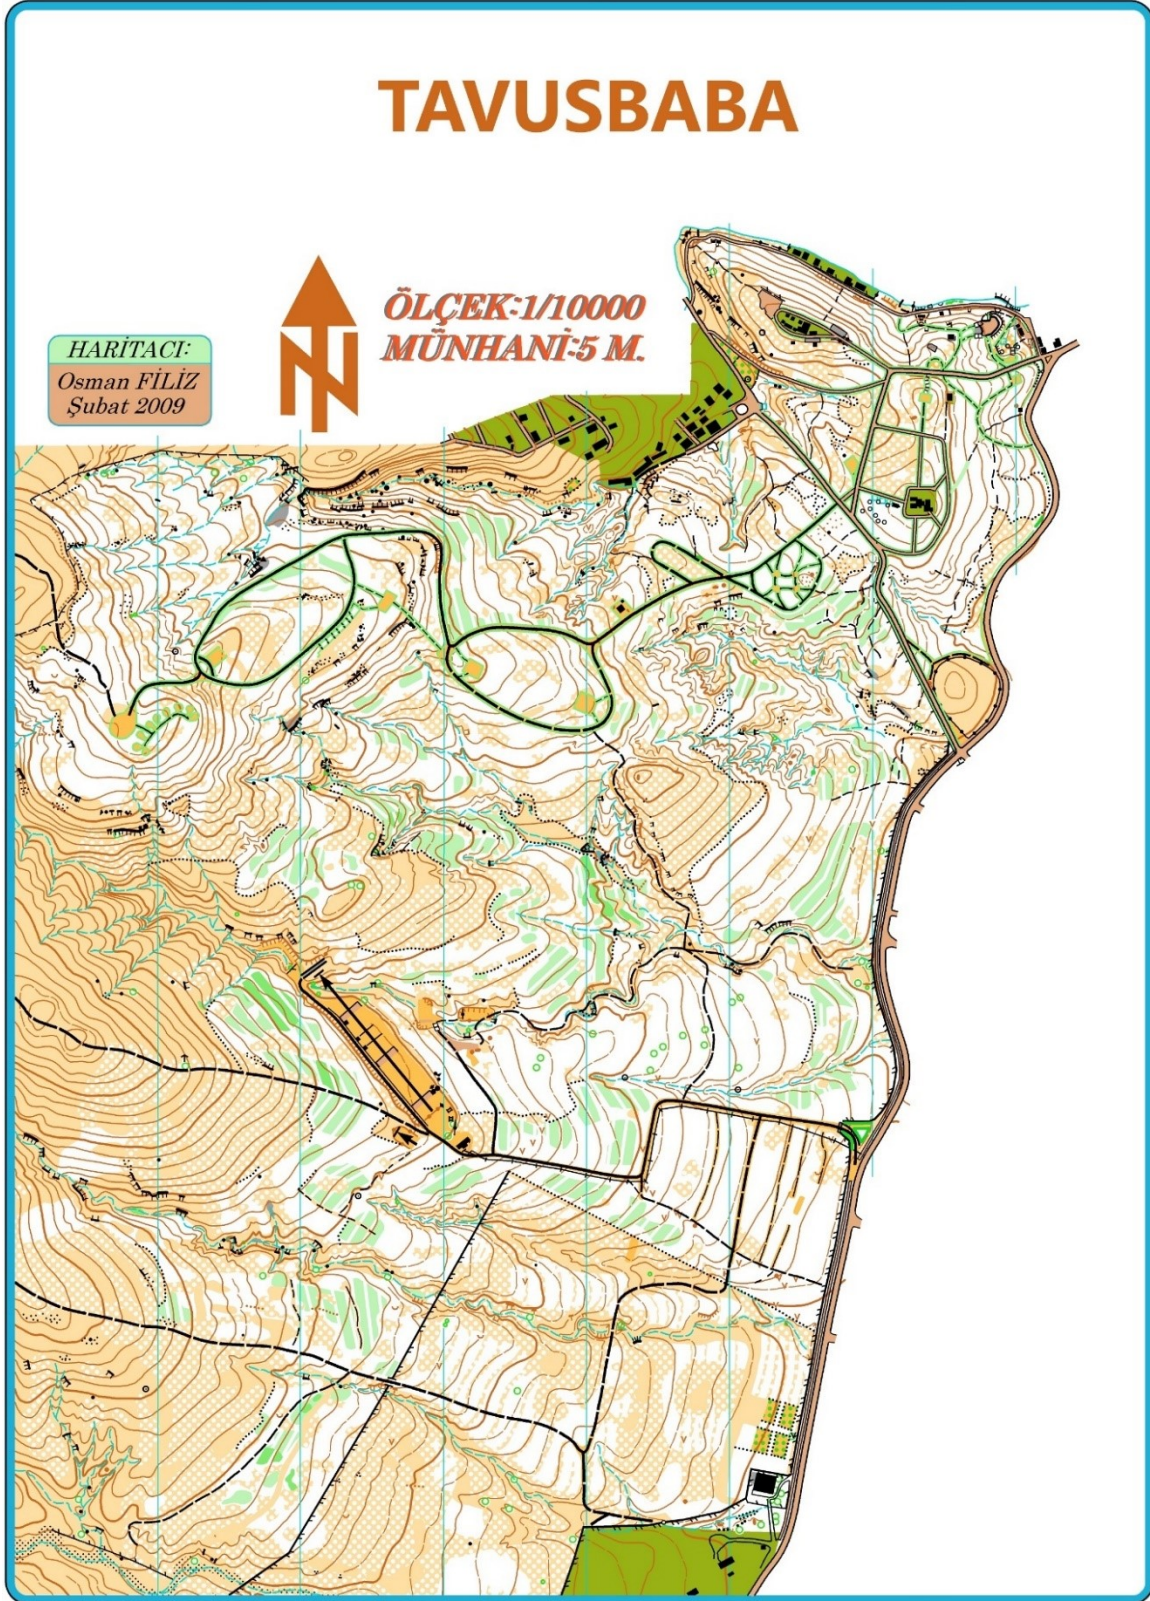 TAVUSBABA
ÖLÇEK:1/10000
MÜNHANİ:5 M.
HARİTACI:
Osman FİLİZ
Şubat 2009
N